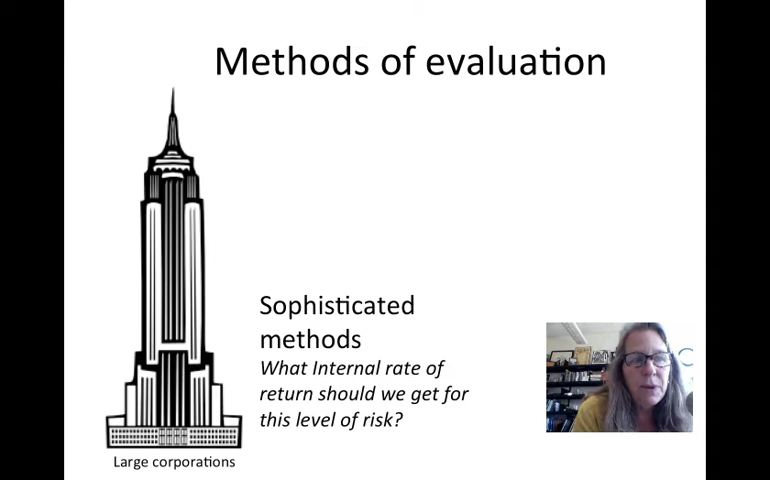 Methods of evaluation
Sophisticated
methods
What Internal rate of
return should we get for
this level of risk?
Large corporations